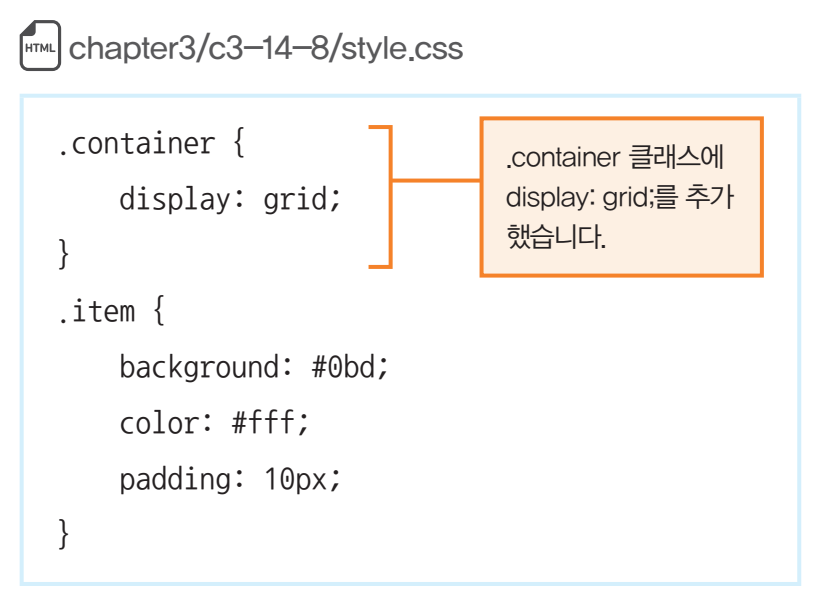 HTML
chapter3/c3-14-8/style.css
.container {
display: grid;
}
.item {
background: #0bd;
color: #fff;
padding: 10px;
}
.container 클래스에
display: grid;를 추가
했습니다.